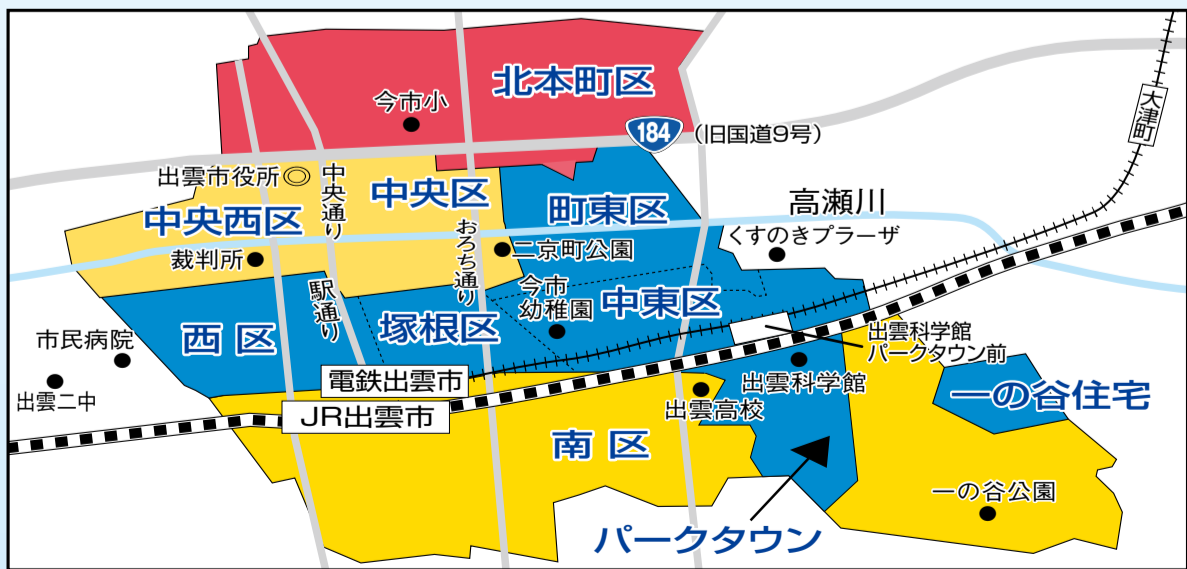 北本町区
今市小
184
(旧国道9号)
大津町
出雲市役所
中央通り
中央区
中央西区
町東区
高瀬川
くすのきプラーザ
おろち通り
二京町公園
裁判所
今市
幼稚園
中東区
駅通り
西区
塚根区
市民病院
出雲二中
電鉄出雲市
JR出雲市
出雲科学館
パークタウン前
出雲科学館
出雲高校
一の谷住宅
南区
一の谷公園
パークタウン